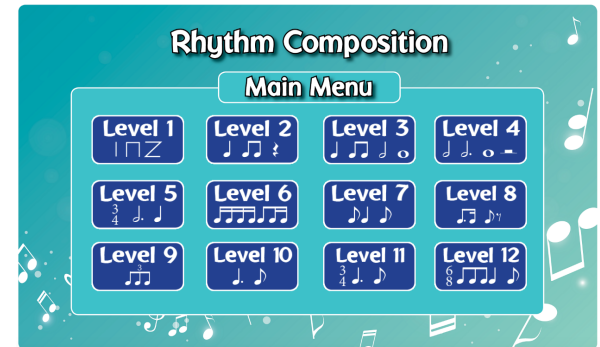 Rhythm Composition
Main Menu
Level 1
Level 2
Level 3
Level 4
Level 5
3
4
Level 6
Level 7
Level 8
Level 9
3
Level 10
Level 11
3
4
Level 12
6
8